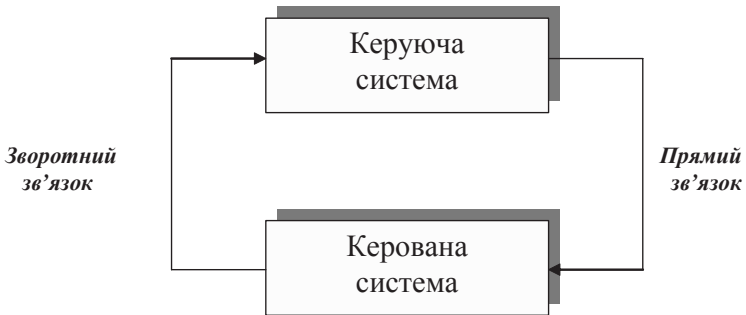 Керуюча
система
Зворотний
зв’язок
Прямий
зв’язок
Керована
система